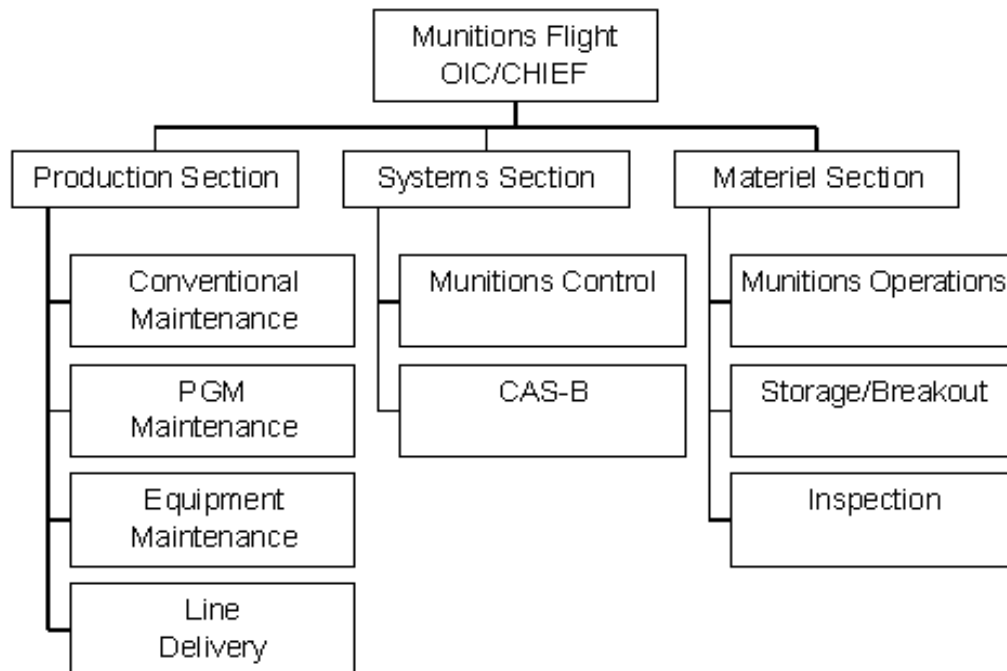 Munitions Flight
OIC/CHIEF
Production Section
Systems Section
Materiel Section
Conventional
Maintenance
PGM
Maintenance
Equipment
Maintenance
Line
Delivery
Munitions Control
CAS-B
Munitions Operations
Storage/Breakout
Inspection